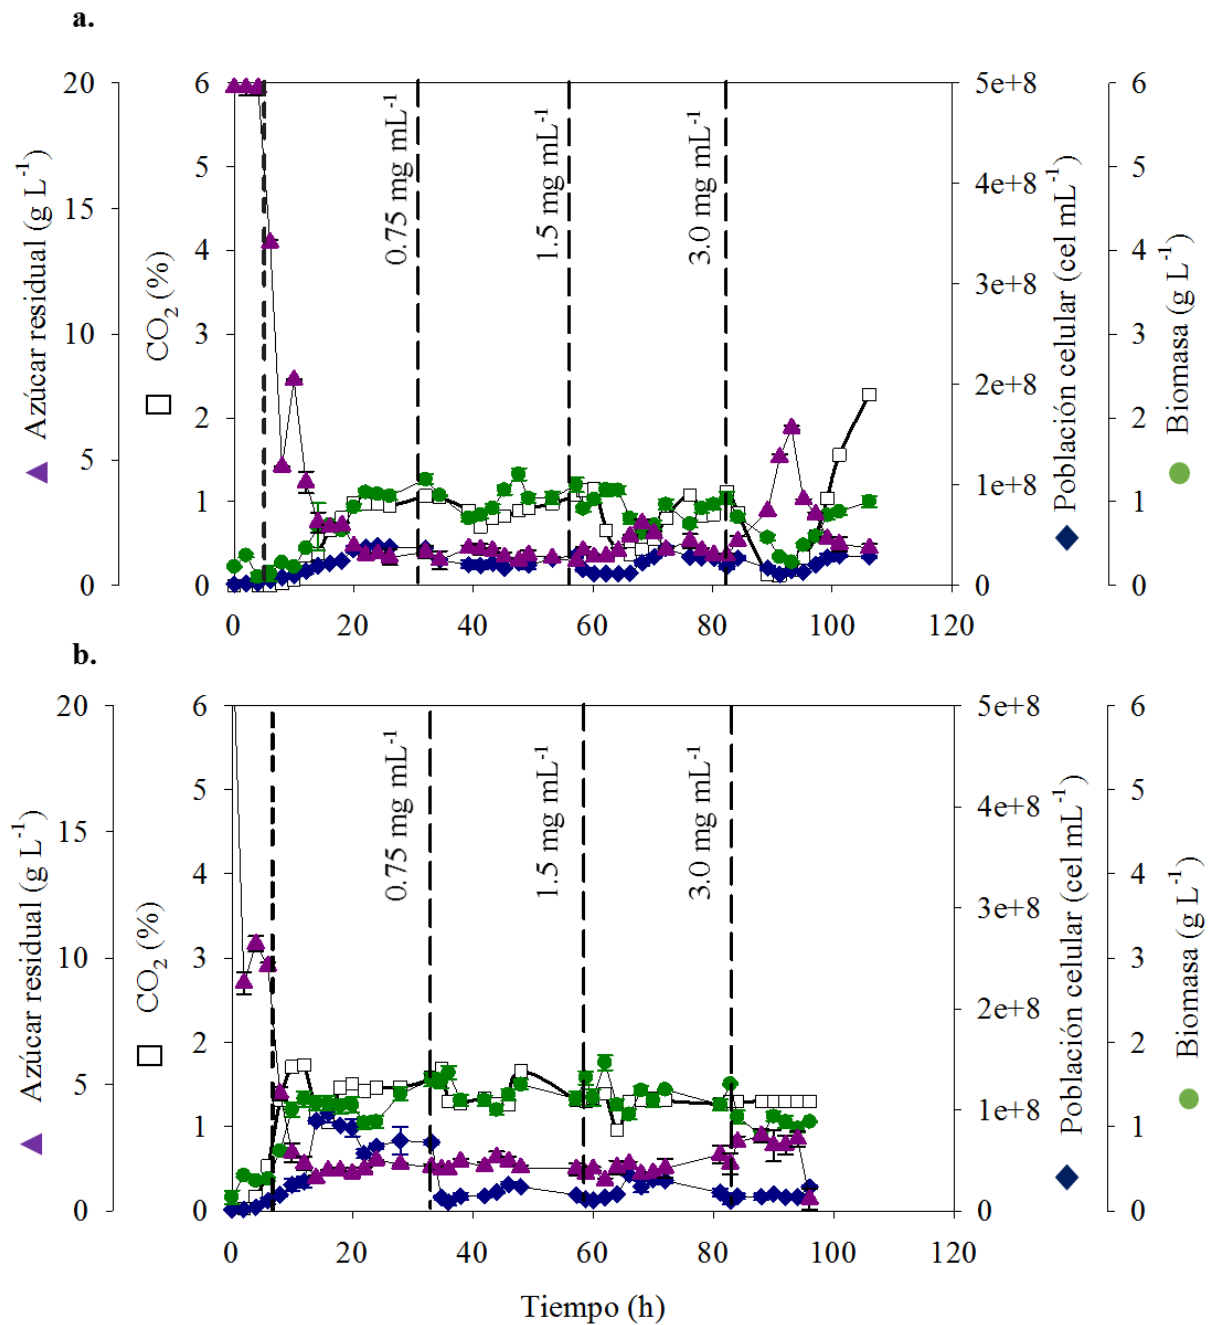 a.
20
15
10
5
0
Azúcar residual (g L-1)
6
5
4
3
2
1
0
CO2 (%)
0.75 mg mL-1
1.5 mg mL-1
3.0 mg mL-1
5e+8
4e+8
3e+8
2e+8
1e+8
0
Población celular (cel mL-1)
6
5
4
3
2
1
0
Biomasa (g L-1)
0 20 40 60 80 100 120
b.
20
15
10
5
0
Azúcar residual (g L-1)
6
5
4
3
2
1
0
CO2 (%)
0.75 mg mL-1
1.5 mg mL-1
3.0 mg mL-1
5e+8
4e+8
3e+8
2e+8
1e+8
0
Población celular (cel mL-1)
6
5
4
3
2
1
0
Biomasa (g L-1)
0 20 40 60 80 100 120
Tiempo (h)